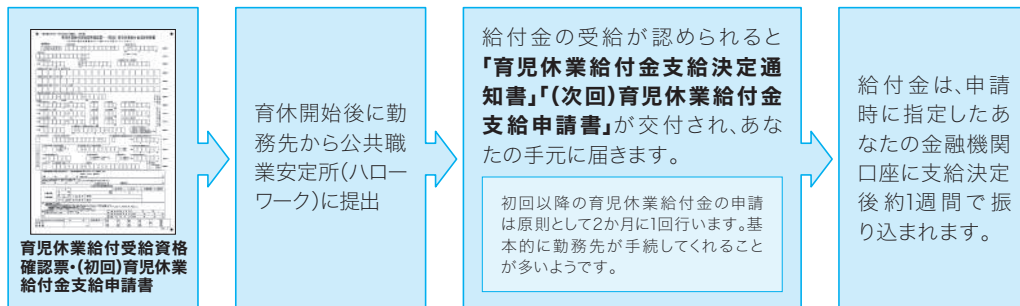 育児休業給付受給資格
確認票・(初回)育児休業
給付金支給申請書
育休開始後に勤
務先から公共職
業安定所(ハロー
ワーク)に提出
給付金の受給が認められると
「育児休業給付金支給決定通
知書」「(次回)育児休業給付金
支給申請書」が交付され、あな
たの手元に届きます。
初回以降の育児休業給付金の申請
は原則として2か月に1回行います。基
本的に勤務先が手続してくれること
が多いようです。
給付金は、申請
時に指定したあ
なたの金融機関
口座に支給決定
後約1週間で振
り込まれます。